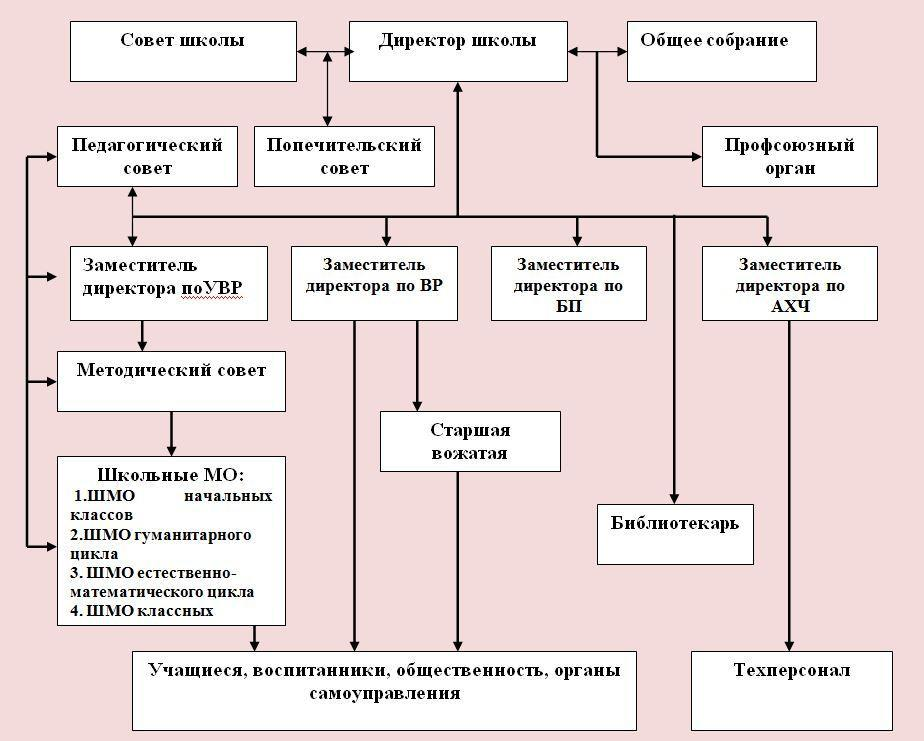 Совет школы
Директор школы
Общее собрание
Педагогический
совет
Попечительский
совет
Профсоюзный
орган
Заместитель
директора поУВР
Заместитель
директора по ВР
Заместитель
директора по
БП
Заместитель
директора по
АХЧ
Методический совет
Старшая
вожатая
Школьные МО:
1.ШМО начальных
классов
2.ШМО гуманитарного
цикла
3. ШМО естественно-
математического цикла
4. ШМО классных
Библиотекарь
Учащиеся, воспитанники, общественность, органы
самоуправления
Техперсонал